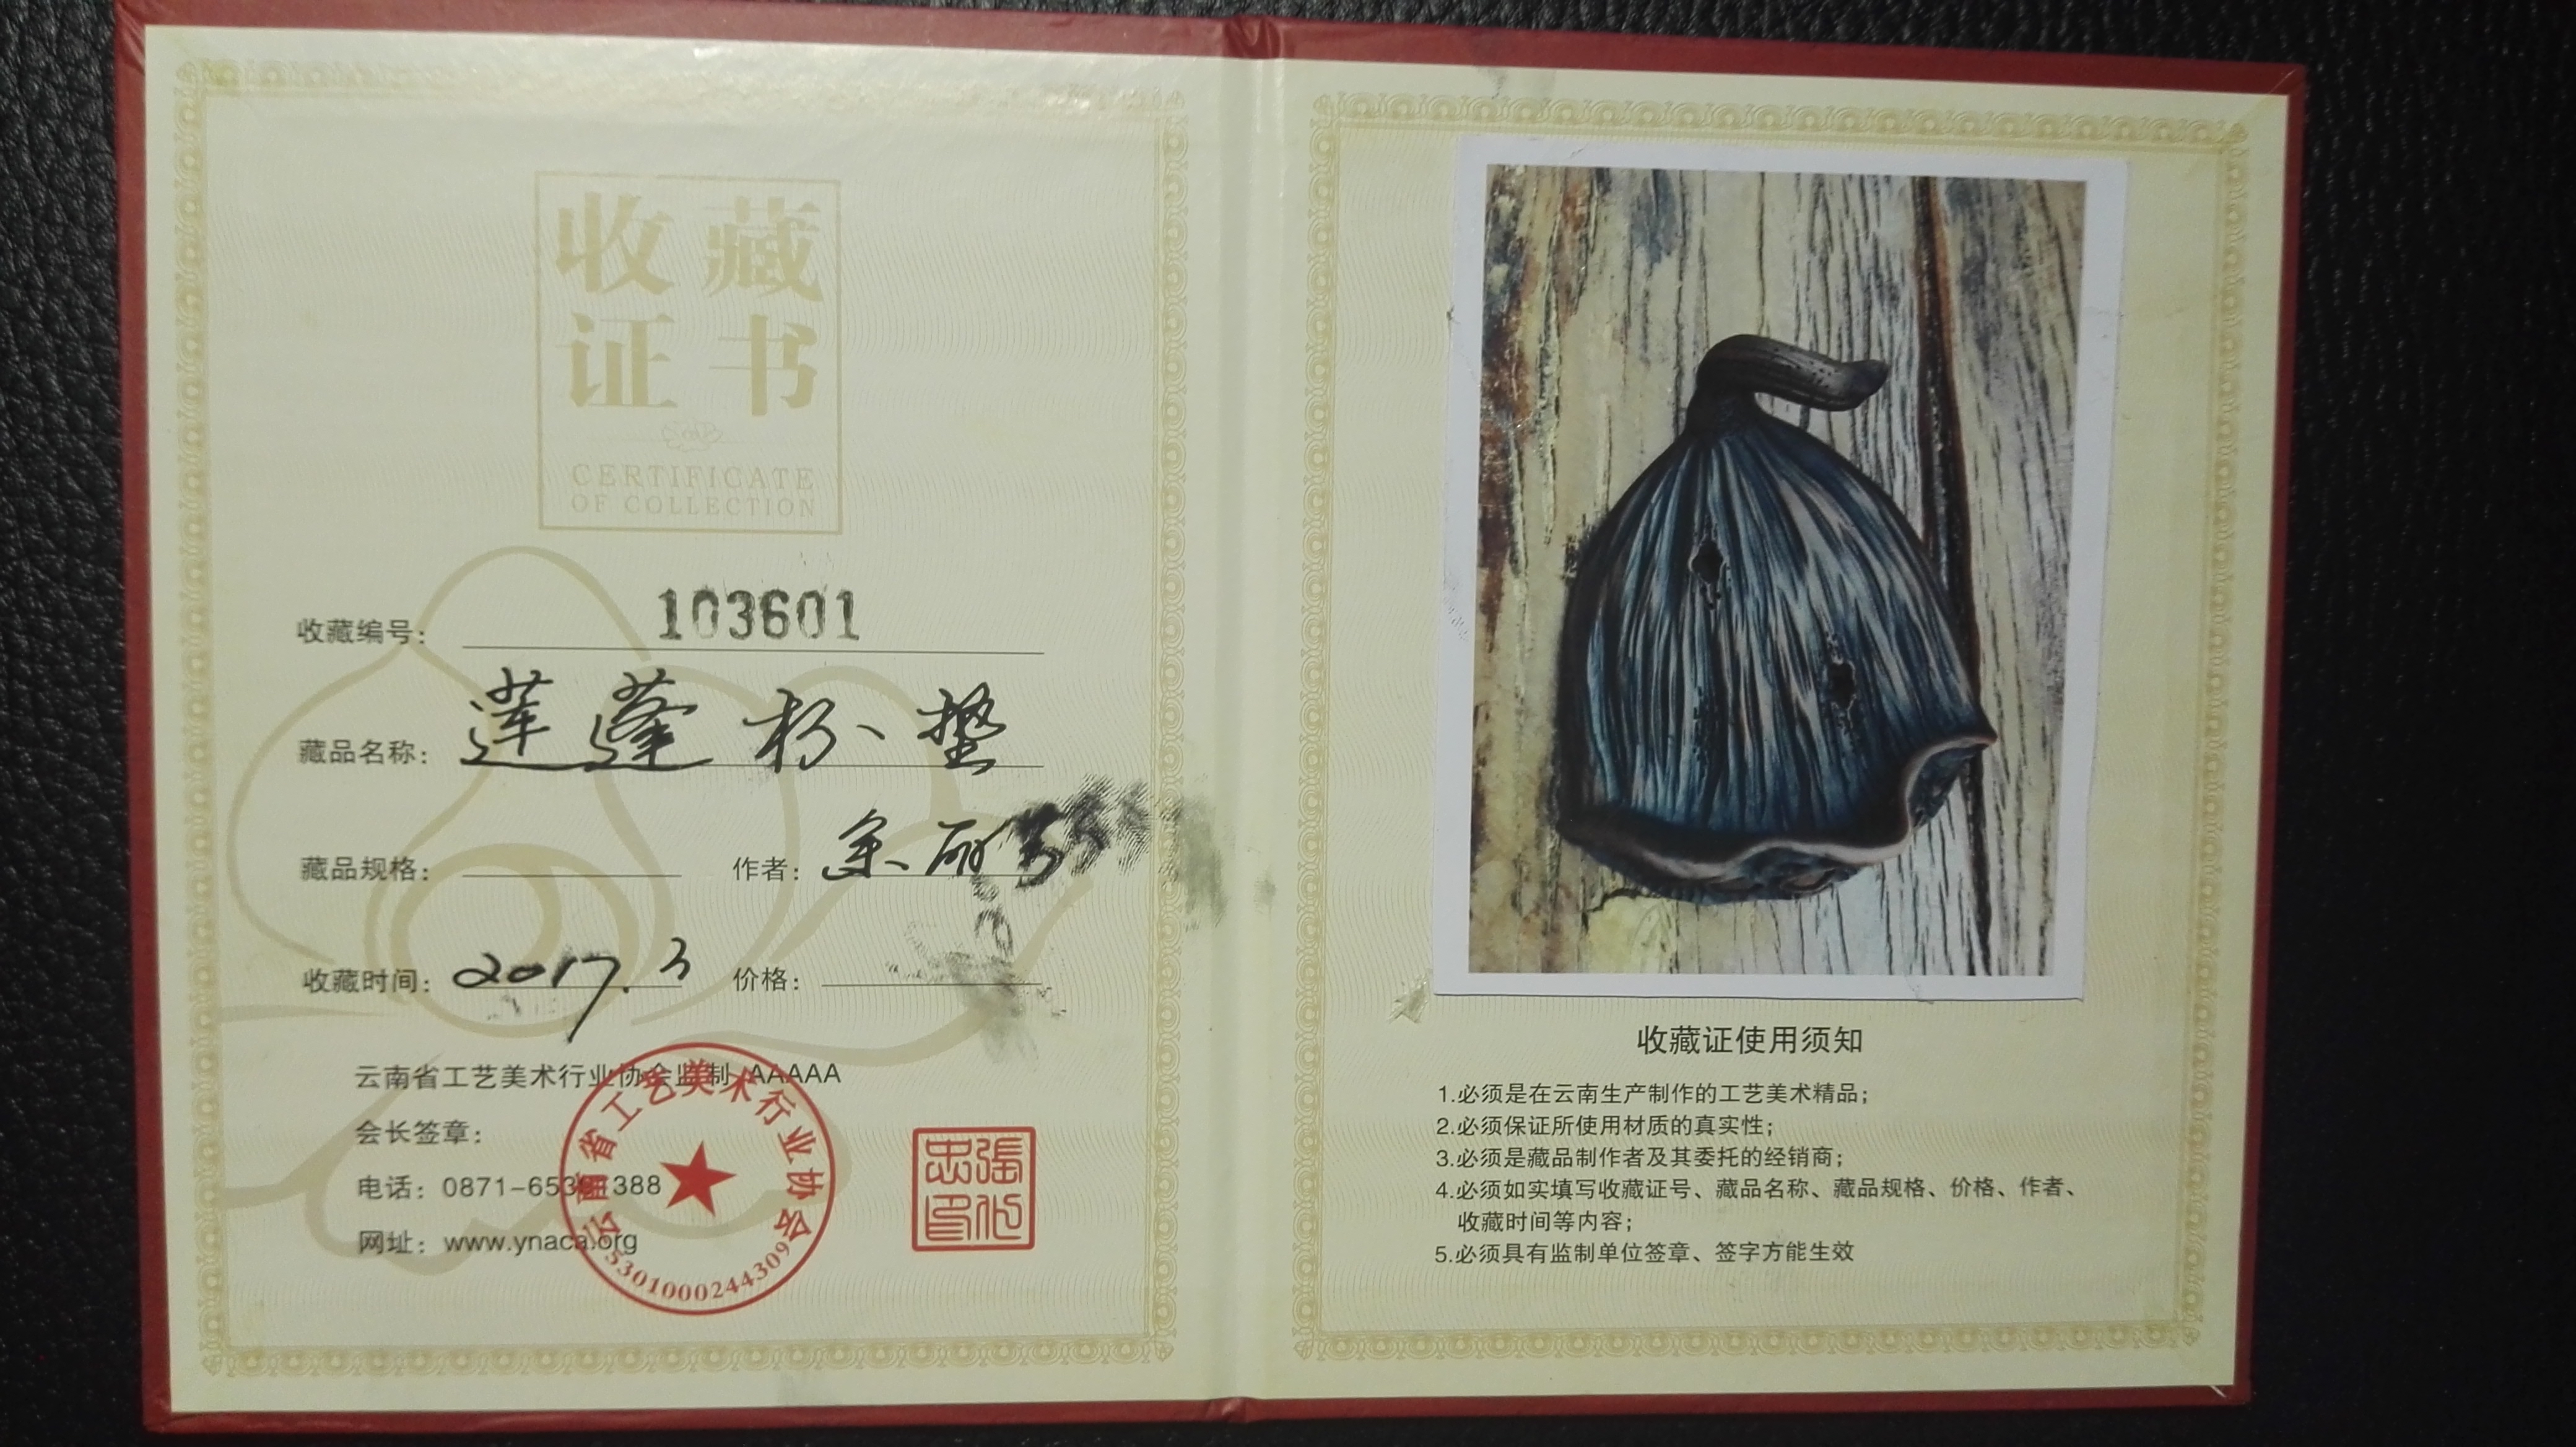 收藏
证书
CERTIFICATE
OF COLLECTION
收藏编号: 103601
藏品名称: 莲蓬 垫
藏品规格:
作者: 余丽
收藏时间: 2017.3
价格:
云南省工艺美术行业协会监制 AAAAA
会长签章:
电话: 0871-653 1388
网址: www.ynaca.org
云南省工艺美术行业协会
5301000244309
收藏证使用须知
1.必须是在云南生产制作的工艺美术精品;
2.必须保证所使用材质的真实性;
3.必须是藏品制作者及其委托的经销商;
4.必须如实填写收藏证号、藏品名称、藏品规格、价格、作者、
收藏时间等内容;
5.必须具有监制单位签章、签字方能生效